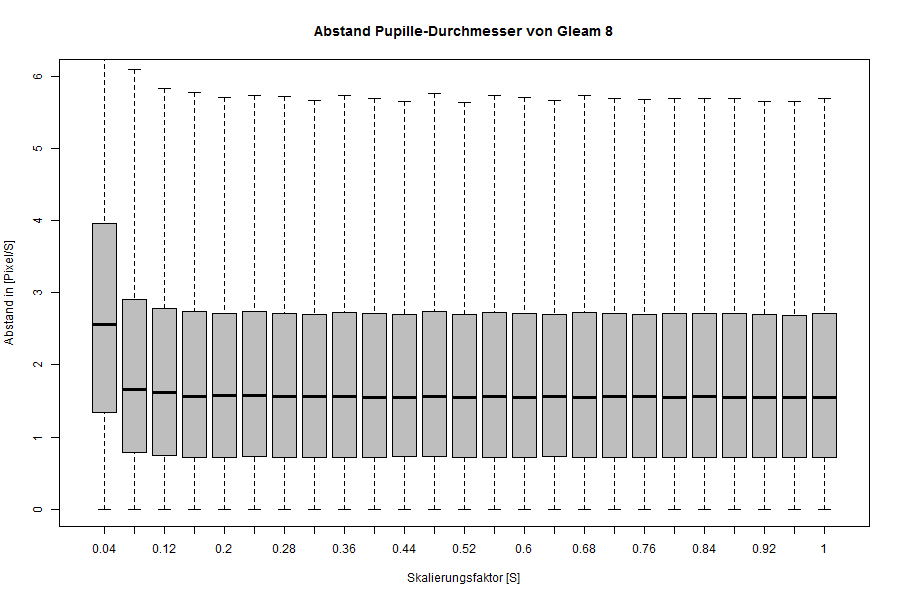 Abstand Pupille-Durchmesser von Gleam 8
Abstand in [Pixel/S]
6
5
4
3
2
1
0
0.04 0.12 0.2 0.28 0.36 0.44 0.52 0.6 0.68 0.76 0.84 0.92 1
Skalierungsfaktor [S]